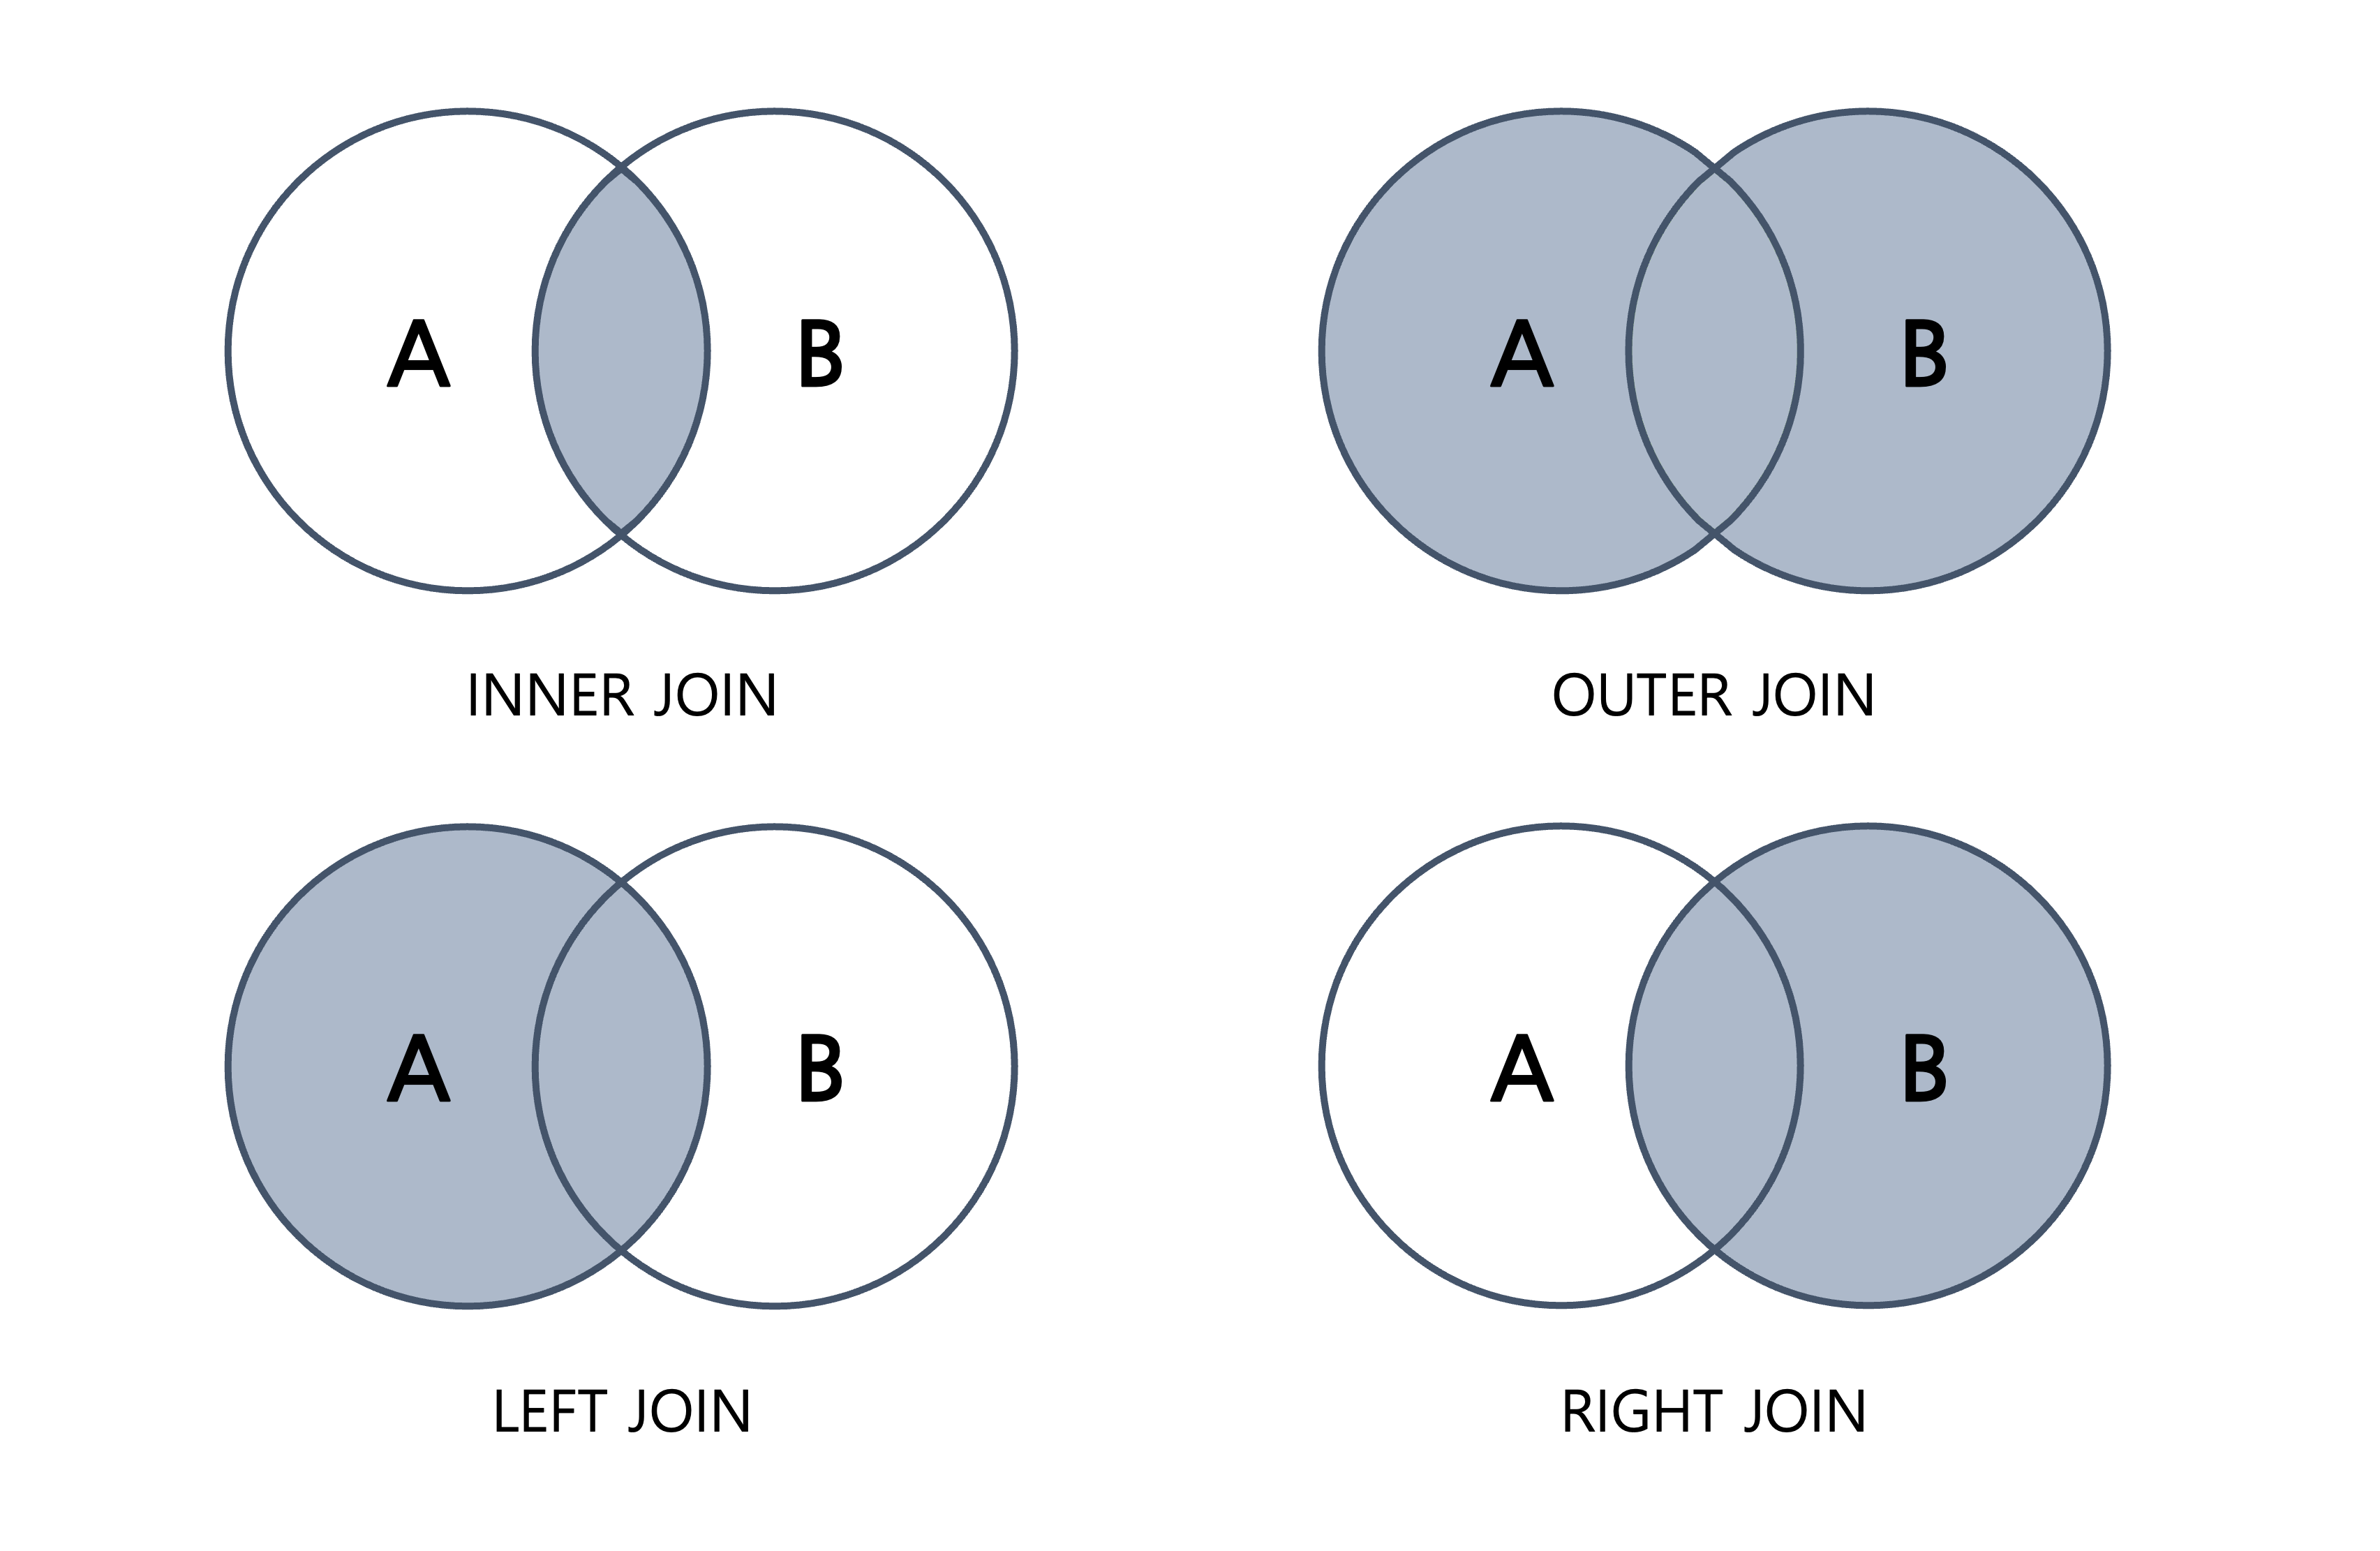 A B
A B
INNER JOIN
OUTER JOIN
A B
A B
LEFT JOIN
RIGHT JOIN